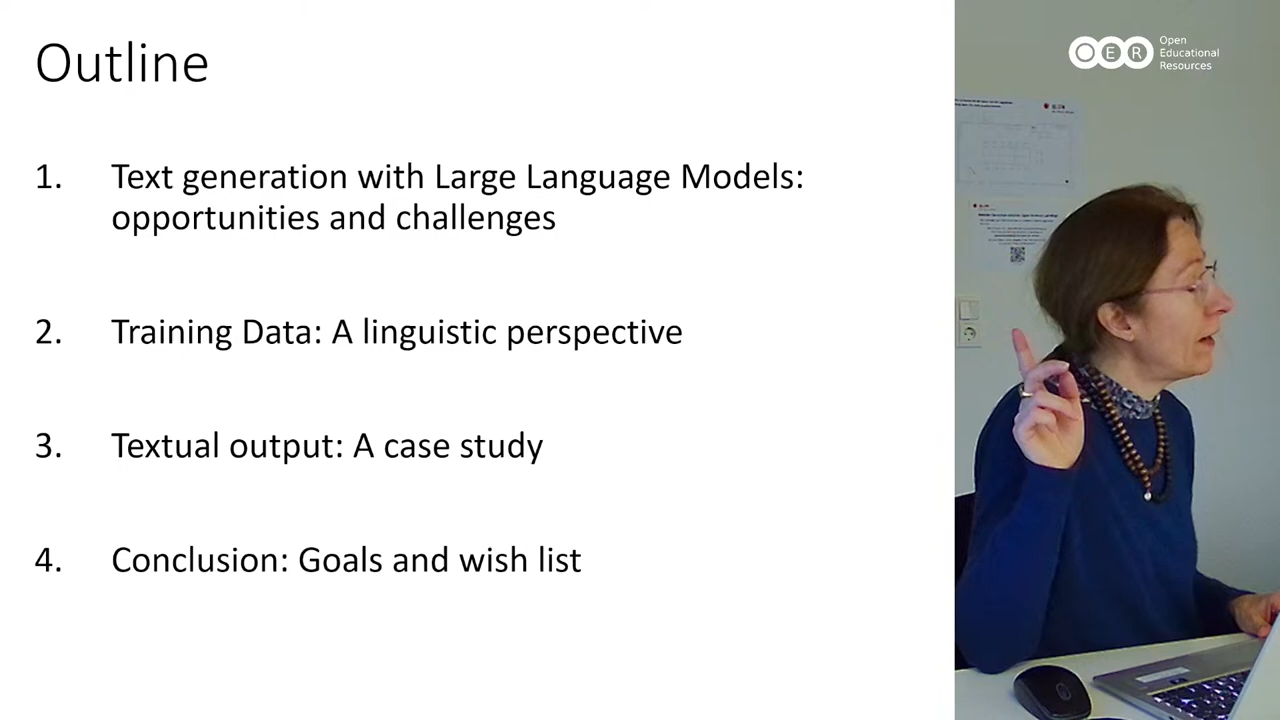 Outline
1. Text generation with Large Language Models:
opportunities and challenges
2. Training Data: A linguistic perspective
3. Textual output: A case study
4. Conclusion: Goals and wish list
OER Open
Educational
Resources